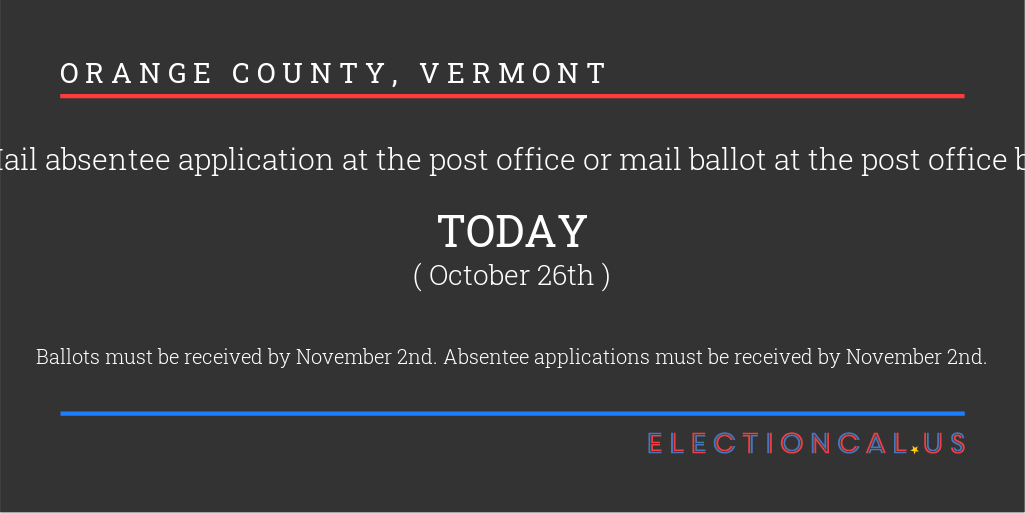 ORANGE COUNTY, VERMONT
ail absentee application at the post office or mail ballot at the post office b
TODAY
( October 26th )
Ballots must be received by November 2nd. Absentee applications must be received by November 2nd.
ELECTIONCAL.US